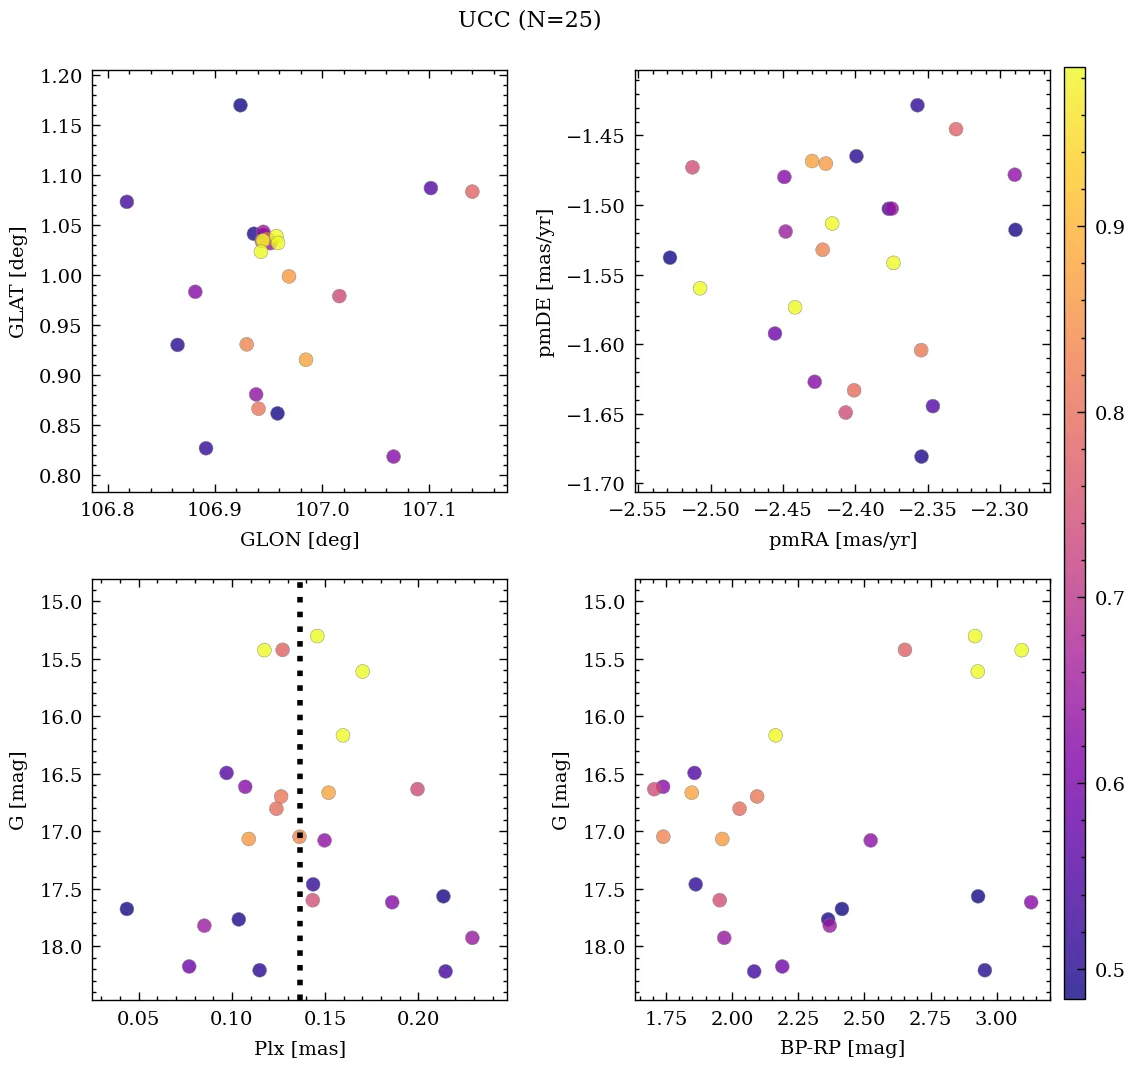 UCC (N=25)
1.20
1.15
1.10
1.05
1.00
0.95
0.90
0.85
0.80
GLAT [deg]
106.8 106.9 107.0 107.1
GLON [deg]
−1.45
−1.50
−1.55
−1.60
−1.65
−1.70
pmDE [mas/yr]
−2.55 −2.50 −2.45 −2.40 −2.35 −2.30
pmRA [mas/yr]
15.0
15.5
16.0
16.5
17.0
17.5
18.0
G [mag]
0.05 0.10 0.15 0.20
Plx [mas]
15.0
15.5
16.0
16.5
17.0
17.5
18.0
G [mag]
1.75 2.00 2.25 2.50 2.75 3.00
BP-RP [mag]
0.9
0.8
0.7
0.6
0.5